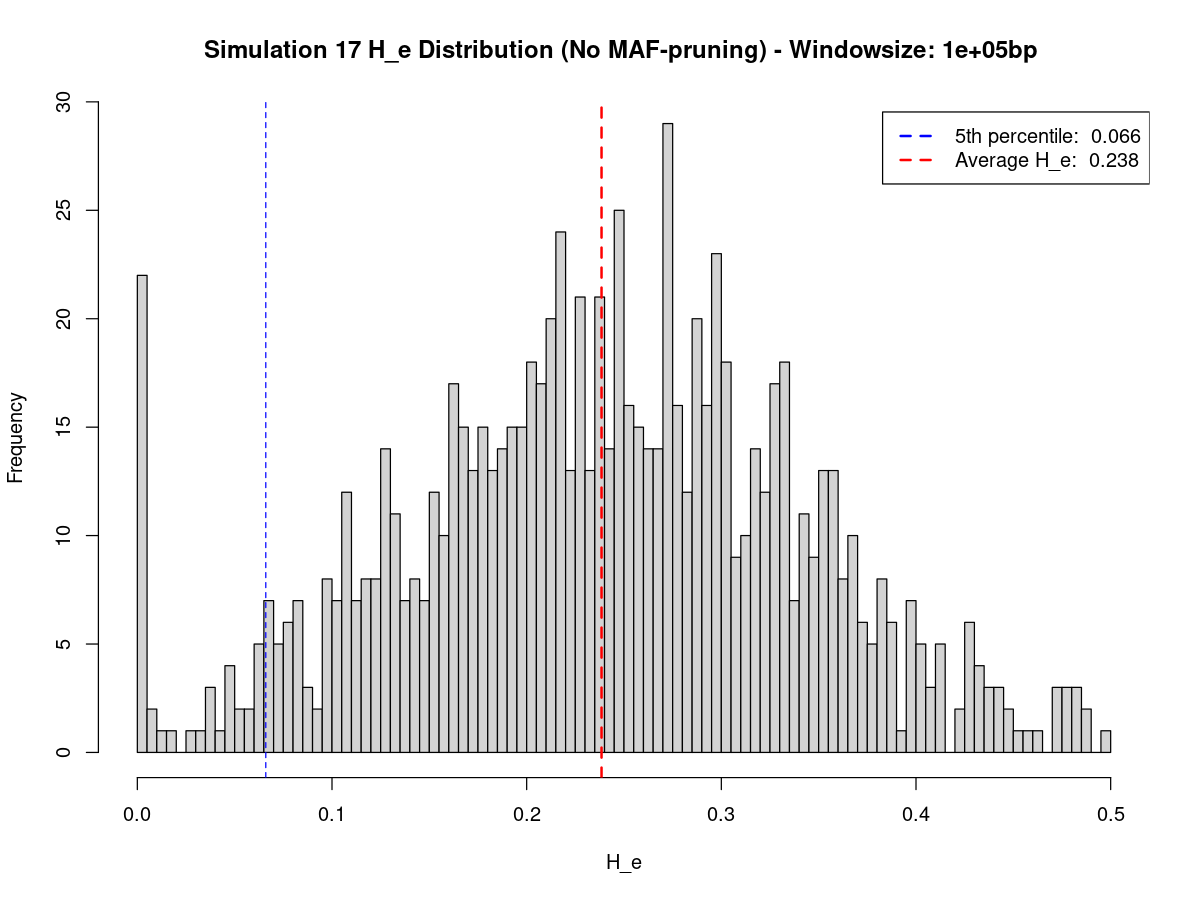 Simulation 17 H_e Distribution (No MAF-pruning) - Windowsize: 1e+05bp
30
25
20
15
10
5
0
Frequency
5th percentile: 0.066
Average H_e: 0.238
0.0 0.1 0.2 0.3 0.4 0.5
H_e